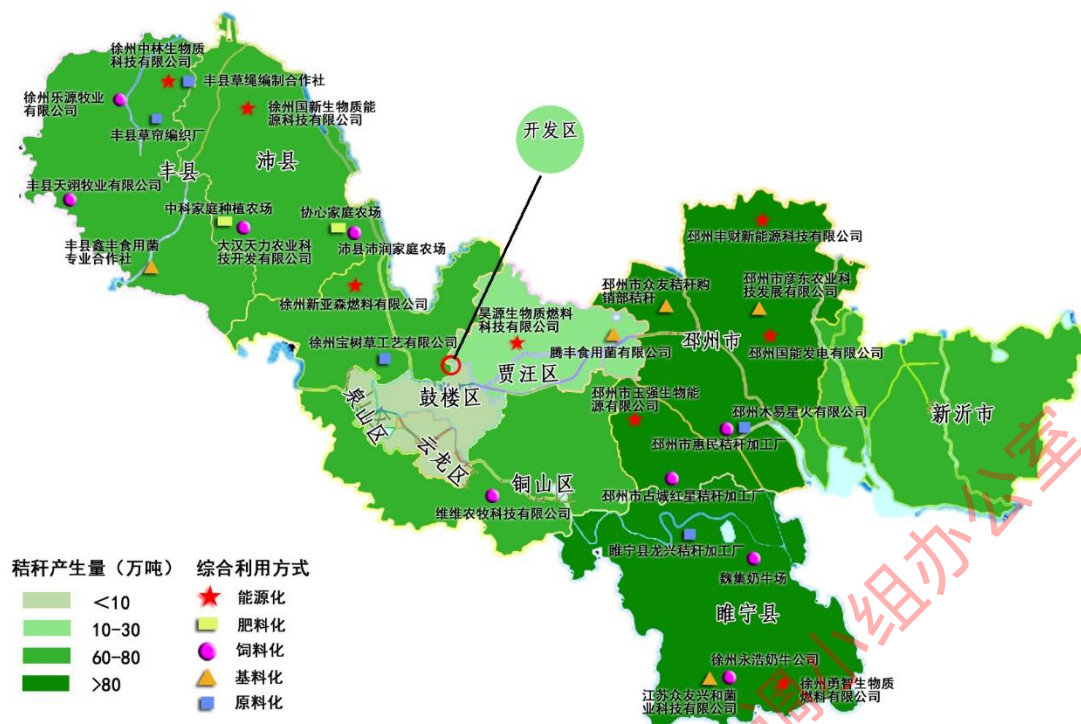 徐州中林生物质
科技有限公司
丰县草绳编制合作社
徐州乐源牧业
有限公司
徐州国新生物质能
源科技有限公司
丰县草帘编织厂
开发区
丰县
沛县
丰县天翊牧业有限公司
中科家庭种植农场
协心家庭农场
大汉天力农业科
技开发有限公司
沛县沛润家庭农场
丰县鑫丰食用菌
专业合作社
徐州新亚森燃料有限公司
邳州丰财新能源科技有限公司
邳州市众友秸秆购
销部秸秆
邳州市彦东农业科
技发展有限公司
昊源生物质燃料
科技有限公司
徐州宝树草工艺有限公司
腾丰食用菌有限公司
邳州市
邳州国能发电有限公司
贾汪区
鼓楼区
泉山区
云龙区
邳州市玉强生物能
源有限公司
邳州木易星火有限公司
邳州市惠民秸秆加工厂
新沂市
铜山区
邳州市古城红星秸秆加工厂
维维农牧科技有限公司
睢宁县龙兴秸秆加工厂
魏集奶牛场
睢宁县
徐州永浩奶牛公司
江苏众友兴和菌
业科技有限公司
徐州勇智生物质
燃料有限公司
秸秆产生量（万吨）
<10
10-30
60-80
>80
综合利用方式
能源化
肥料化
饲料化
基料化
原料化
小组办公室